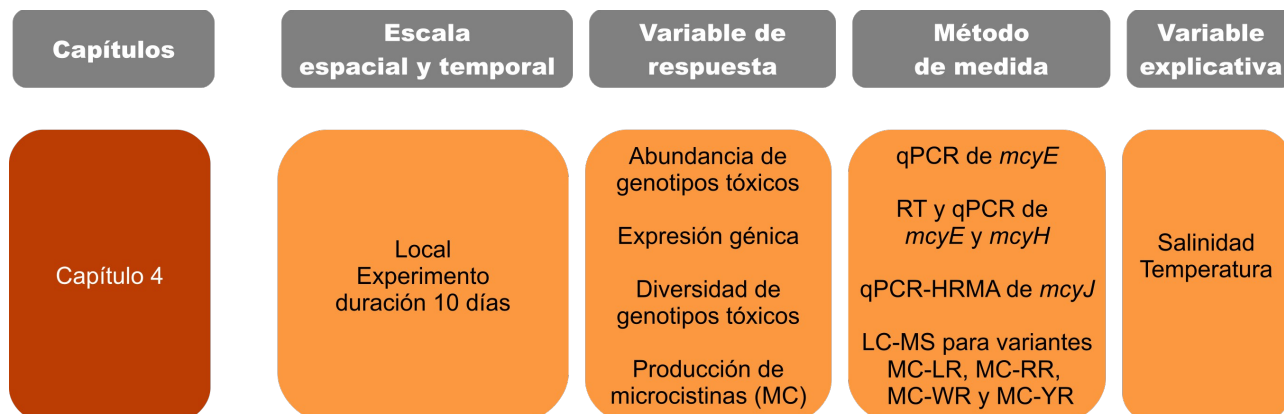 Capítulos
Escala
espacial y temporal
Variable de
respuesta
Método
de medida
Variable
explicativa
Capítulo 4
Local
Experimento
duración 10 días
Abundancia de
genotipos tóxicos
Expresión génica
Diversidad de
genotipos tóxicos
Producción de
microcistinas (MC)
qPCR de mcyE
RT y qPCR de
mcyE y mcyH
qPCR-HRMA de mcyJ
LC-MS para variantes
MC-LR, MC-RR,
MC-WR y MC-YR
Salinidad
Temperatura